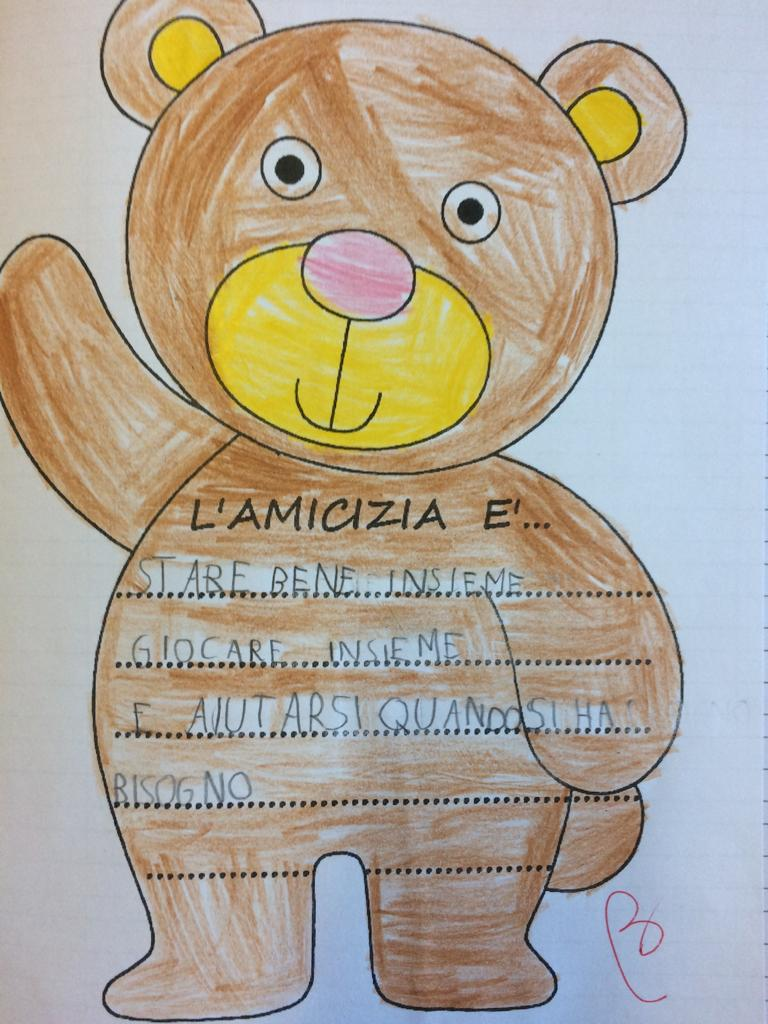 L'AMICIZIA E'...
STARE BENE INSIEME
GIOCARE INSIEME
E AIUTARSI QUANDO SI HA
BISOGNO